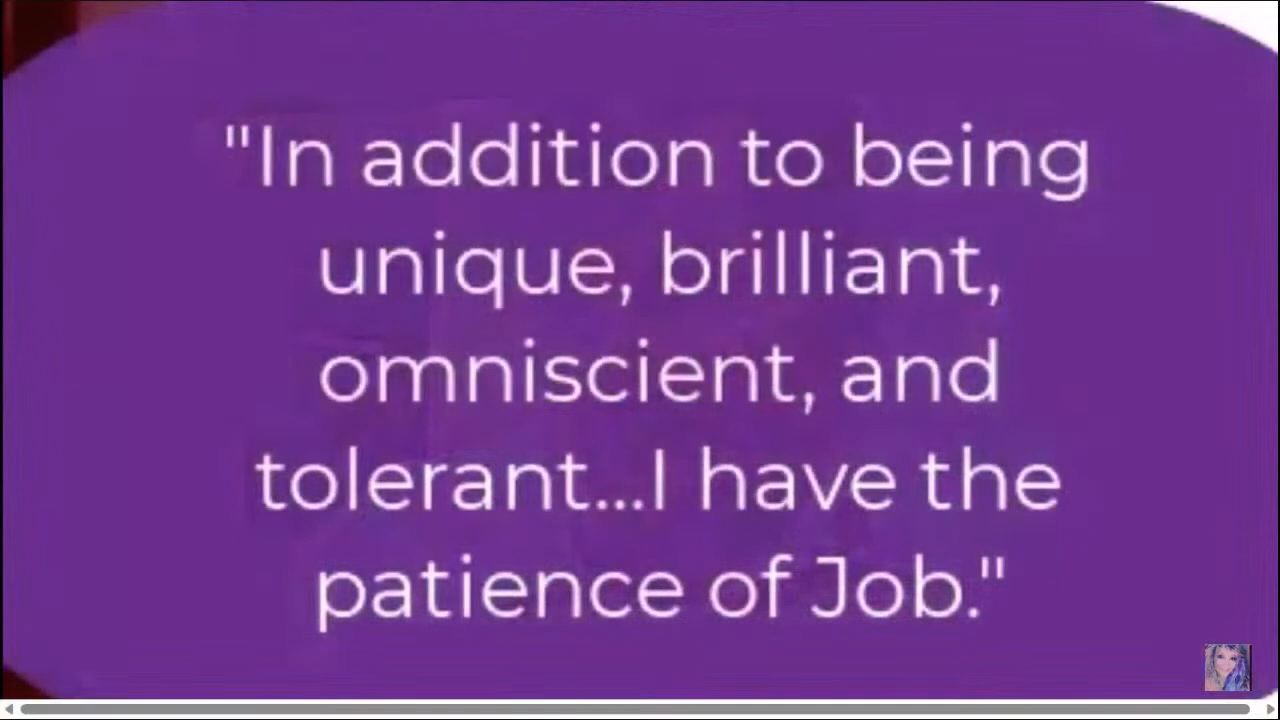 "In addition to being
unique, brilliant,
omniscient, and
tolerant...I have the
patience of Job."